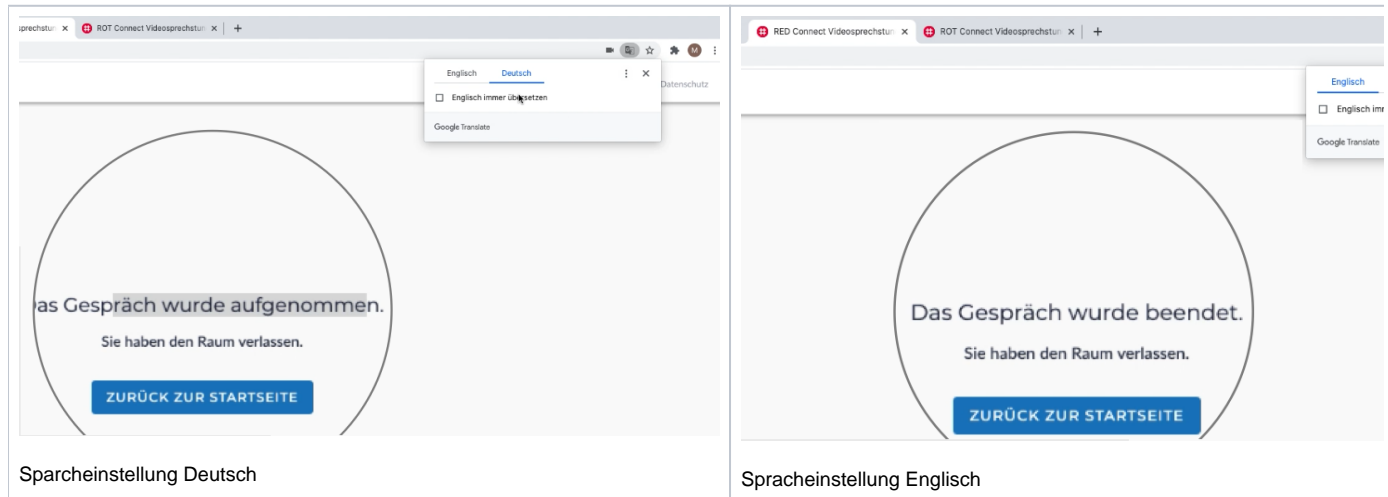 sprechstun
ROT Connect Videosprechstun
Englisch Deutsch
Datenschutz
Englisch immer übersetzen
Google Translate
as Gespräch wurde aufgenommen.
Sie haben den Raum verlassen.
ZURÜCK ZUR STARTSEITE
Sparcheinstellung Deutsch
RED Connect Videosprechstun
ROT Connect Videosprechstun
Englisch
Englisch imm
Google Translate
Das Gespräch wurde beendet.
Sie haben den Raum verlassen.
ZURÜCK ZUR STARTSEITE
Spracheinstellung Englisch